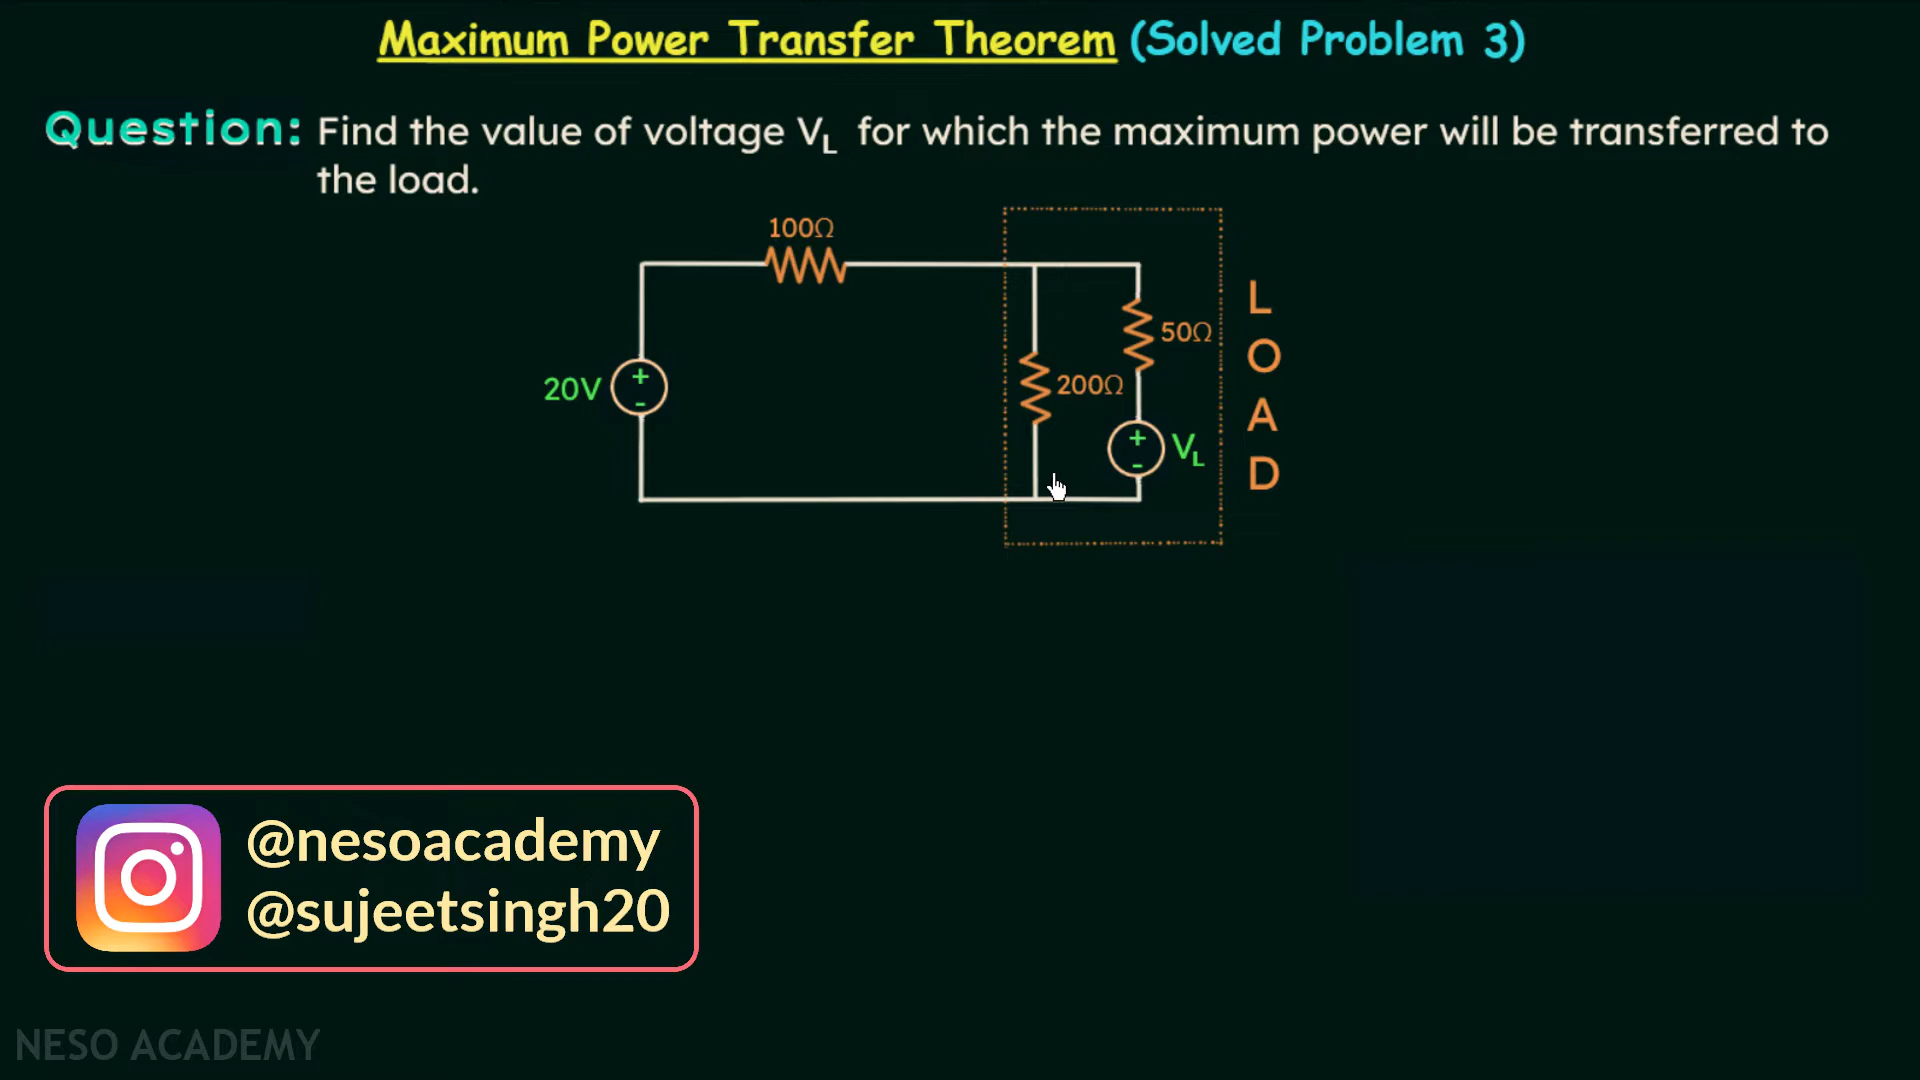 Maximum Power Transfer Theorem (Solved Problem 3)
Question: Find the value of voltage VL for which the maximum power will be transferred to
the load.
100Ω
20V
+
-
200Ω
50Ω
+
-
VL
L
O
A
D
@nesoacademy
@sujeetsingh20
NESO ACADEMY